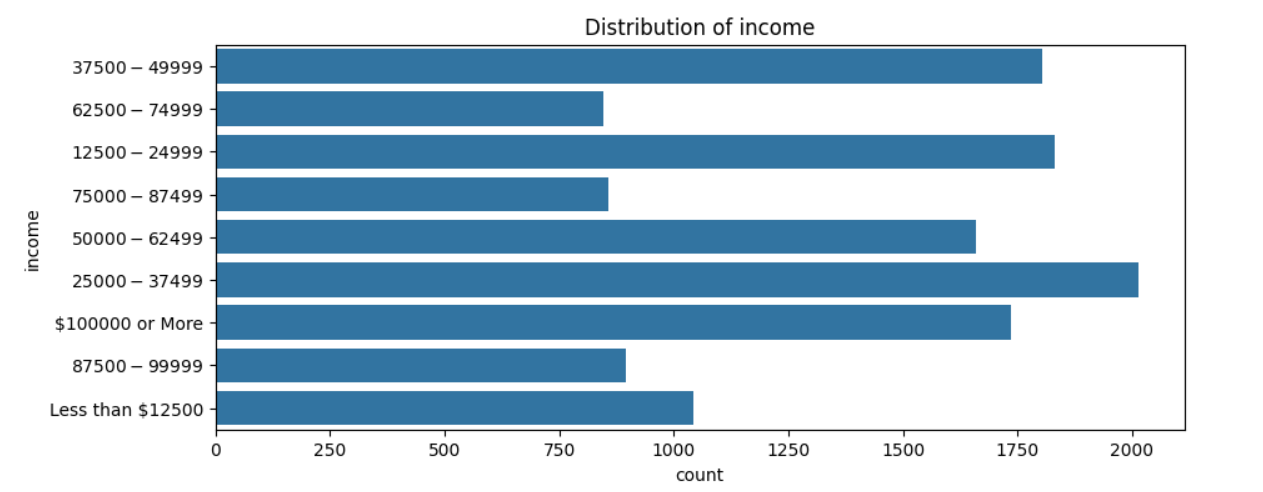 Distribution of income
income
37500 − 49999
62500 − 74999
12500 − 24999
75000 − 87499
50000 − 62499
25000 − 37499
$100000 or More
87500 − 99999
Less than $12500
0 250 500 750 1000 1250 1500 1750 2000
count